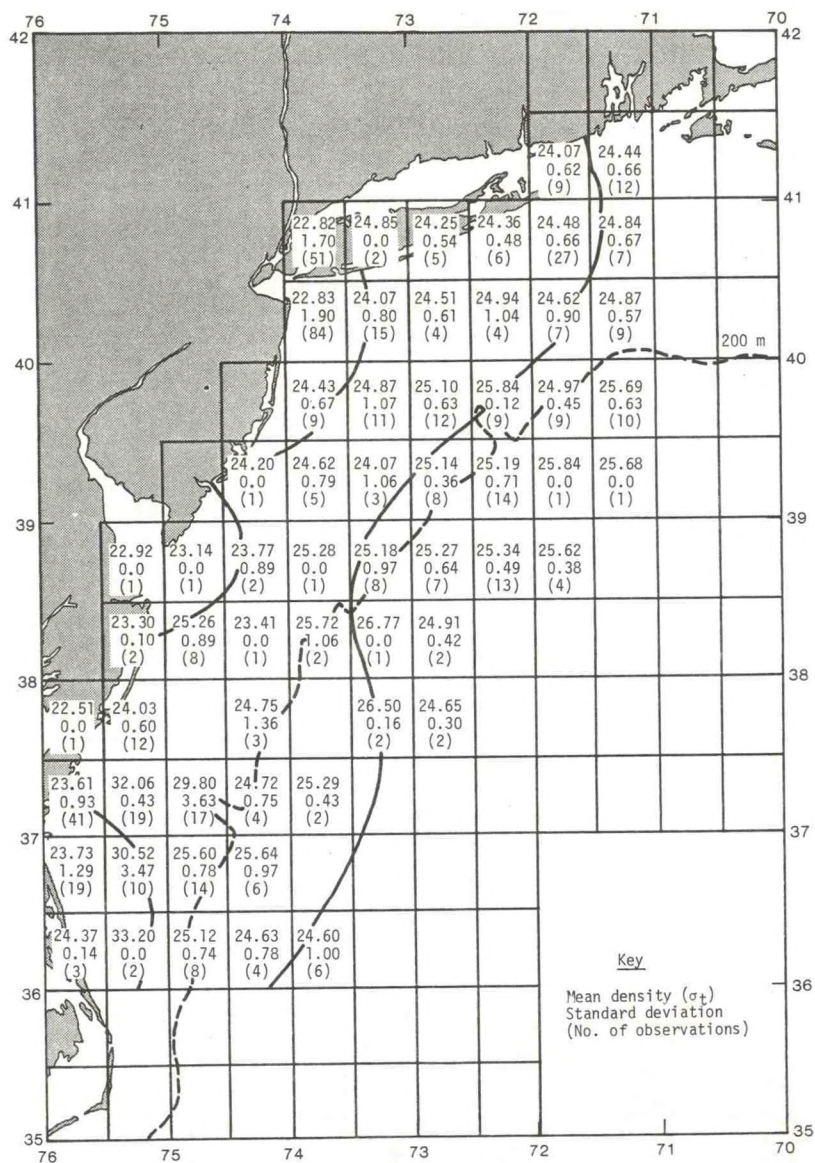 76 75 74 73 72 71 70
42 42
24.07 24.44
0.62 0.66
(9) (12)
41 41
22.82 24.85 24.25 24.36 24.48 24.84
1.70 0.0 0.54 0.48 0.66 0.67
(51) (2) (5) (6) (27) (7)
22.83 24.07 24.51 24.94 24.62 24.87
1.90 0.80 0.61 1.04 0.90 0.57
(84) (15) (4) (4) (7) (9)
200 m
40 40
24.43 24.87 25.10 25.84 24.97 25.69
0.67 1.07 0.63 0.12 0.45 0.63
(9) (11) (12) (9) (9) (10)
24.20 24.62 24.07 25.14 25.19 25.84 25.68
0.0 0.79 1.06 0.36 0.71 0.0 0.0
(1) (5) (3) (8) (14) (1) (1)
39 39
22.92 23.14 23.77 25.28 25.18 25.27 25.34 25.62
0.0 0.0 0.89 0.0 0.97 0.64 0.49 0.38
(1) (1) (2) (1) (8) (7) (13) (4)
23.30 25.26 23.41 25.72 26.77 24.91
0.10 0.89 0.0 1.06 0.0 0.42
(2) (8) (1) (2) (1) (2)
38 38
22.51 24.03 24.75 26.50 24.65
0.0 0.60 1.36 0.16 0.30
(1) (12) (3) (2) (2)
23.61 32.06 29.80 24.72 25.29
0.93 0.43 3.63 0.75 0.43
(41) (19) (17) (4) (2)
37 37
23.73 30.52 25.60 25.64
1.29 3.47 0.78 0.97
(19) (10) (14) (6)
24.37 33.20 25.12 24.63 24.60
0.14 0.0 0.74 0.78 1.00
(3) (2) (8) (4) (6)
36 36
Key
Mean density (σt)
Standard deviation
(No. of observations)
35 35
76 75 74 73 72 71 70